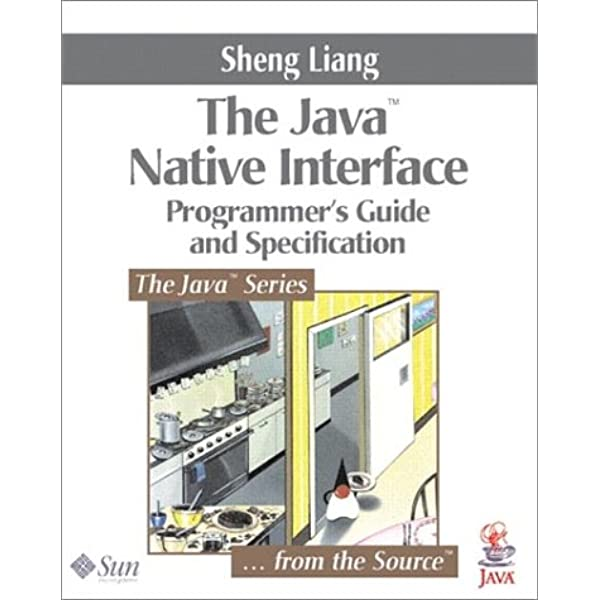 Sheng Liang
The Java™
Native Interface
Programmer's Guide
and Specification
The Java™ Series
... from the Source™
Sun
JAVA